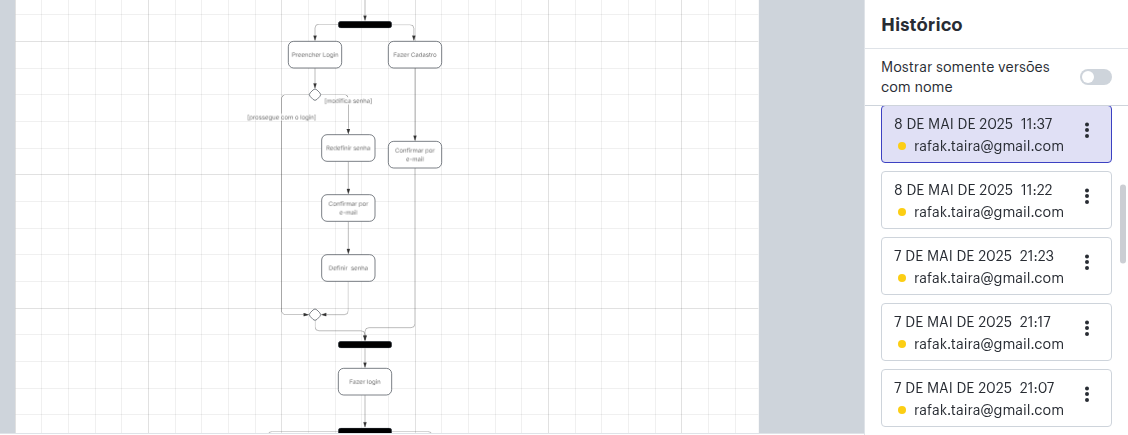 Preencher Login
Fazer Cadastro
[modifica senha]
[prossegue com o login]
Redefinir senha
Confirmar por
e-mail
Confirmar por
e-mail
Definir senha
Fazer login
Histórico
Mostrar somente versões
com nome
8 DE MAI DE 2025 11:37
rafak.taira@gmail.com
8 DE MAI DE 2025 11:22
rafak.taira@gmail.com
7 DE MAI DE 2025 21:23
rafak.taira@gmail.com
7 DE MAI DE 2025 21:17
rafak.taira@gmail.com
7 DE MAI DE 2025 21:07
rafak.taira@gmail.com